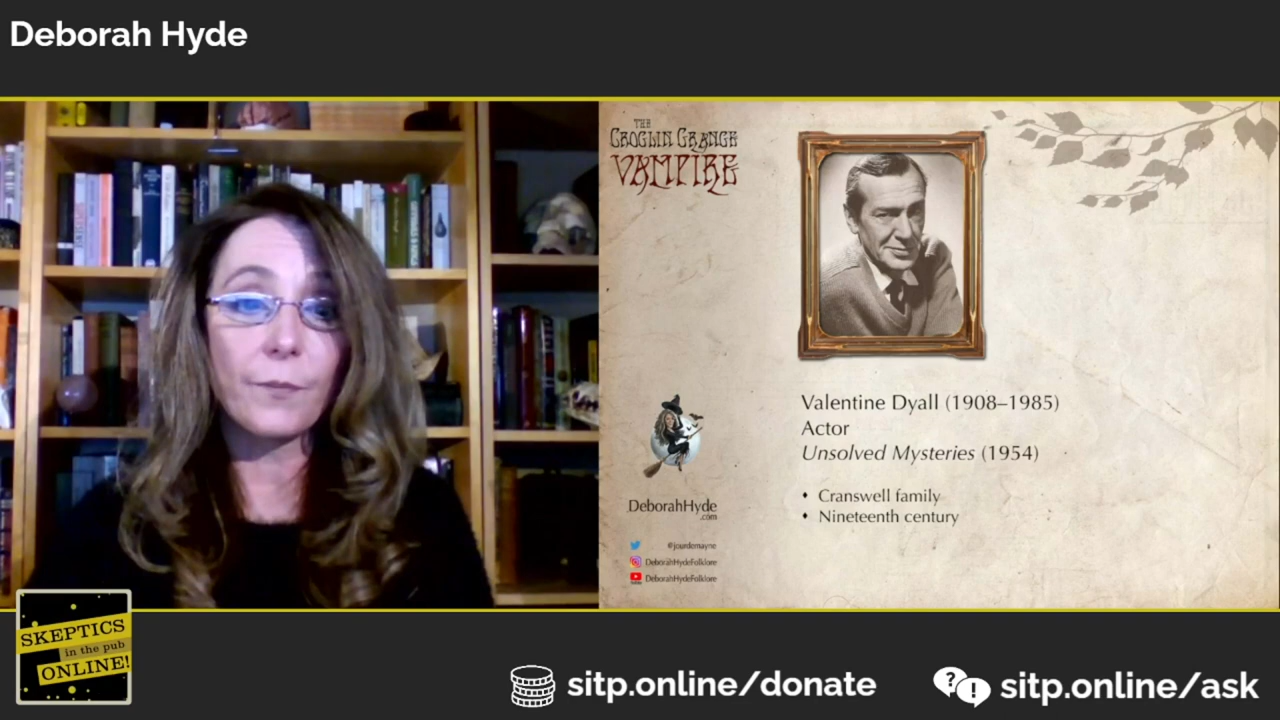 Deborah Hyde
THE
CROGLIN GRANGE
VAMPIRE
Valentine Dyall (1908–1985)
Actor
Unsolved Mysteries (1954)
♦ Cranswell family
♦ Nineteenth century
DeborahHyde
.com
@jourdemayne
DeborahHydeFolklore
DeborahHydeFolklore
SKEPTICS
in the pub
ONLINE!
sitp.online/donate
sitp.online/ask